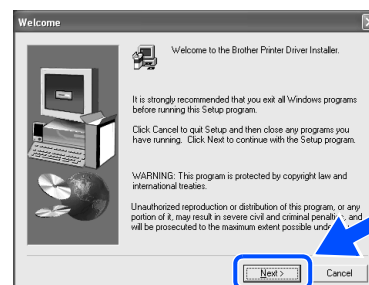 Welcome
Welcome to the Brother Printer Driver Installer.
It is strongly recommended that you exit all Windows programs
before running this Setup program.
Click Cancel to quit Setup and then close any programs you
have running. Click Next to continue with the Setup program.
WARNING: This program is protected by copyright law and
international treaties.
Unauthorized reproduction or distribution of this program, or any
portion of it, may result in severe civil and criminal penalties, and
will be prosecuted to the maximum extent possible under
Next >
Cancel